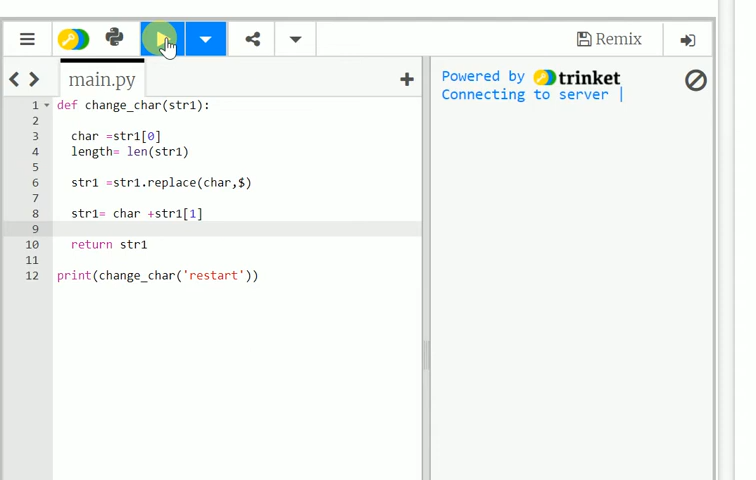 Remix
main.py
Powered by trinket
Connecting to server
1 def change_char(str1):
2
3 char =str1[0]
4 length= len(str1)
5
6 str1 =str1.replace(char,$)
7
8 str1= char +str1[1]
9
10 return str1
11
12 print(change_char('restart'))